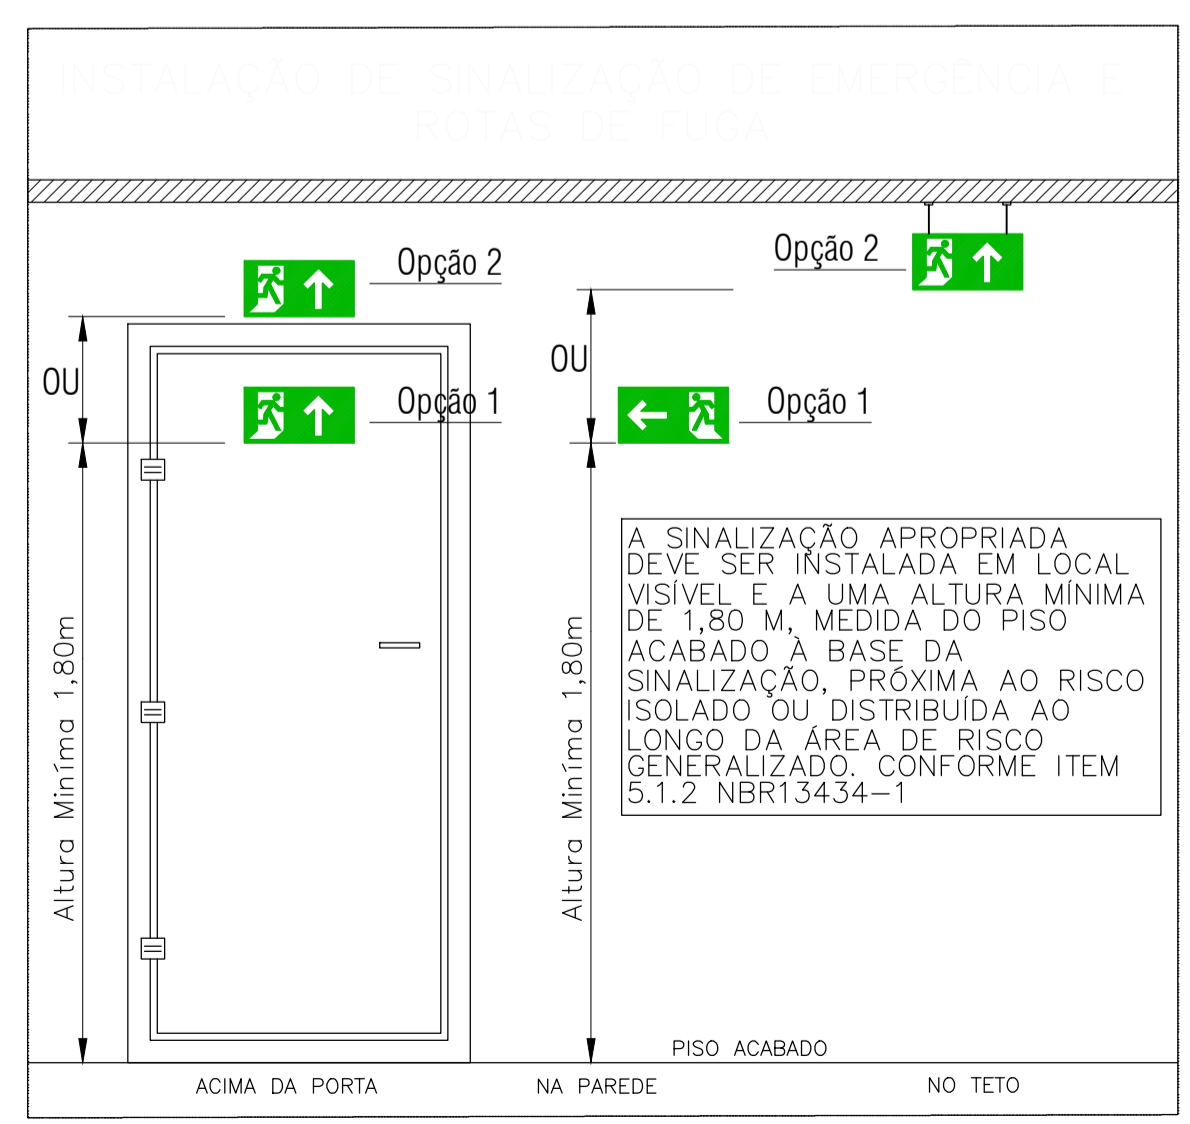 INSTALAÇÃO DE SINALIZAÇÃO DE EMERGÊNCIA E
ROTAS DE FUGA
Opção 2
Opção 2
OU
OU
Opção 1
Opção 1
Altura Miníma 1,80m
Altura Miníma 1,80m
A SINALIZAÇÃO APROPRIADA
DEVE SER INSTALADA EM LOCAL
VISÍVEL E A UMA ALTURA MÍNIMA
DE 1,80 M, MEDIDA DO PISO
ACABADO À BASE DA
SINALIZAÇÃO, PRÓXIMA AO RISCO
ISOLADO OU DISTRIBUÍDA AO
LONGO DA ÁREA DE RISCO
GENERALIZADO. CONFORME ITEM
5.1.2 NBR13434-1
PISO ACABADO
ACIMA DA PORTA
NA PAREDE
NO TETO